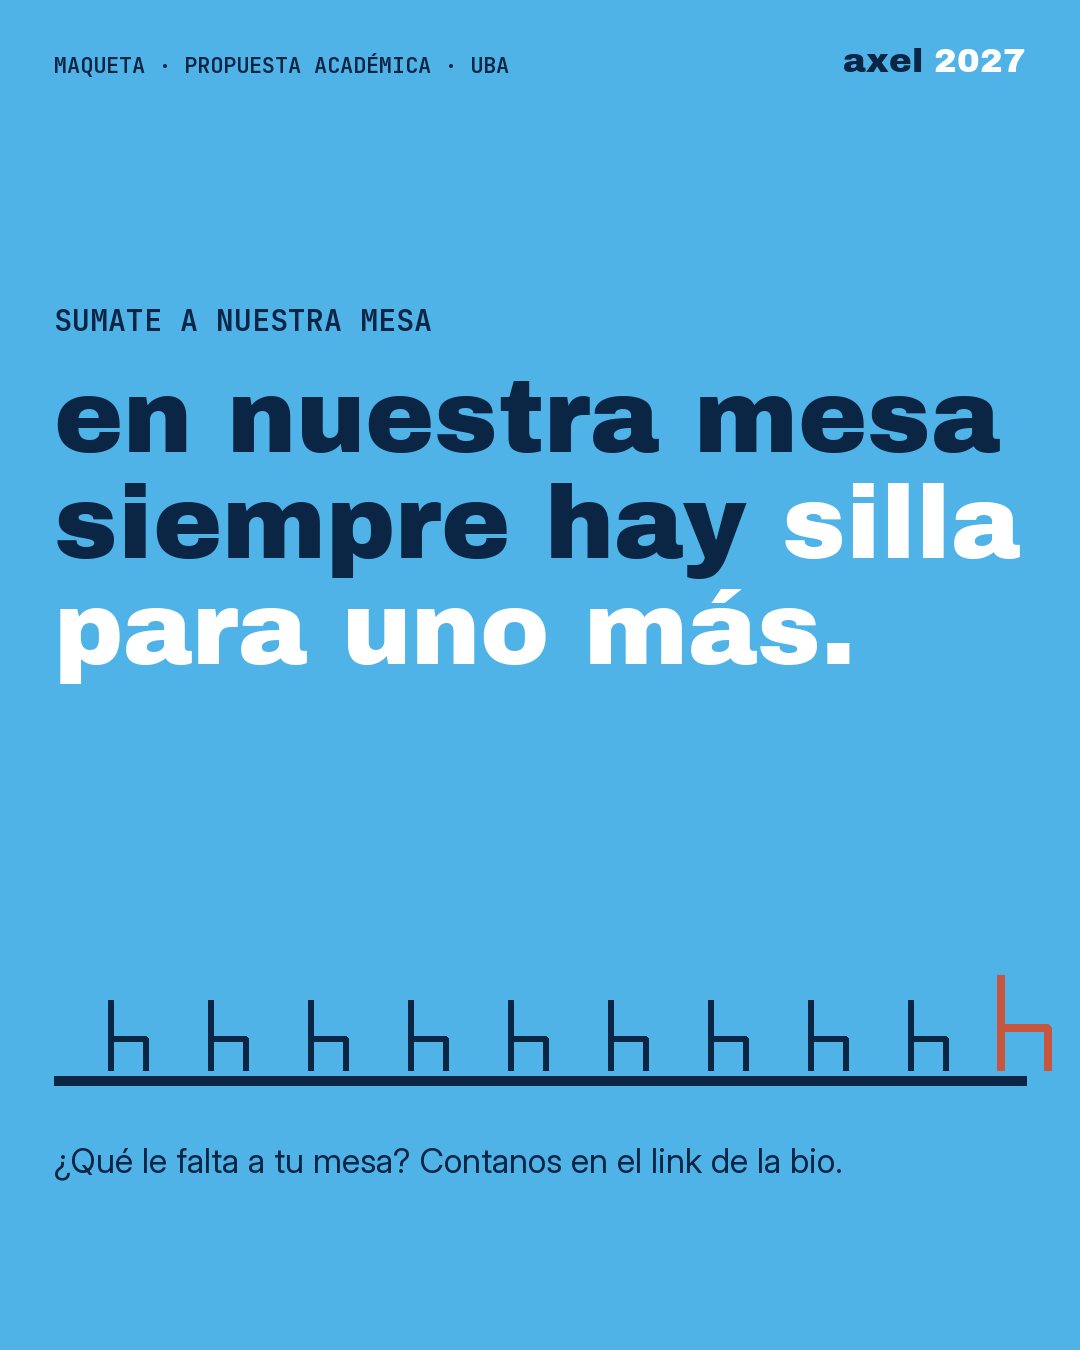 MAQUETA · PROPUESTA ACADÉMICA · UBA
axel 2027
SUMATE A NUESTRA MESA
en nuestra mesa
siempre hay silla
para uno más.
¿Qué le falta a tu mesa? Contanos en el link de la bio.